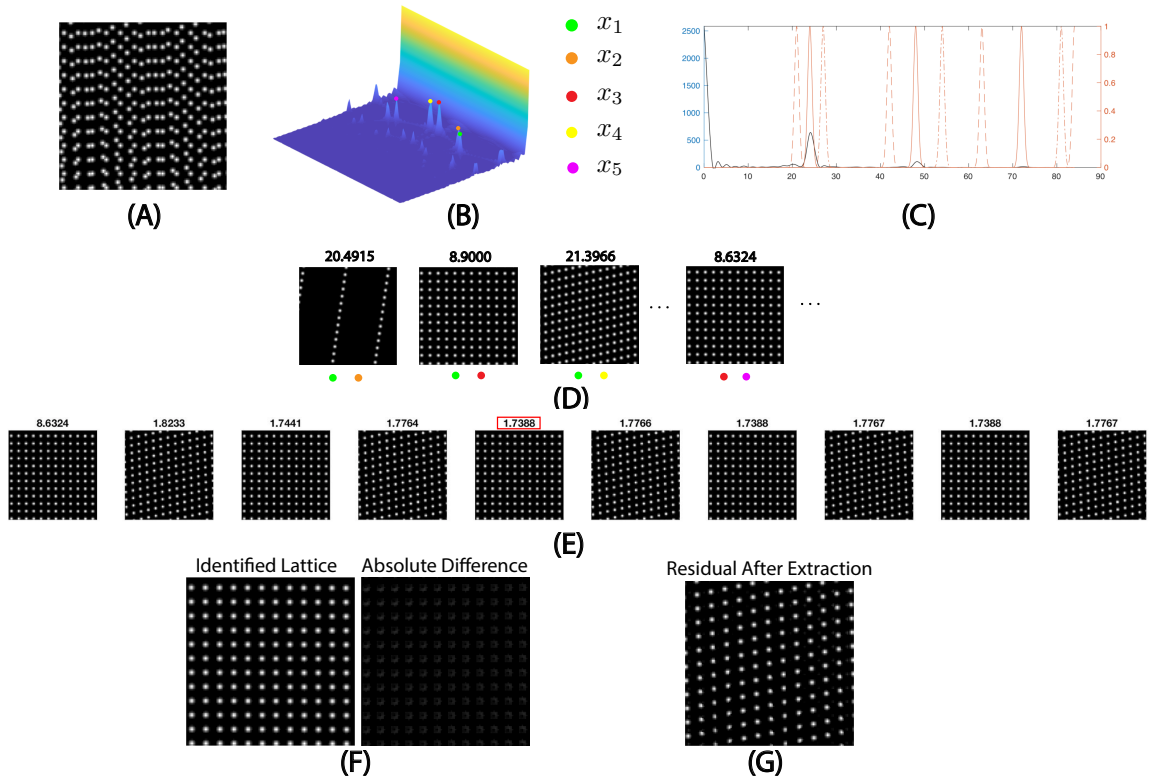 x1
x2
x3
x4
x5
2500
2000
1500
1000
500
0
1
0.8
0.6
0.4
0.2
0
0 10 20 30 40 50 60 70 80 90
(A) (B) (C)
20.4915 8.9000 21.3966 ... 8.6324 ...
(D)
8.6324 1.8233 1.7441 1.7764 1.7388 1.7766 1.7388 1.7767 1.7388 1.7767
(E)
Identified Lattice Absolute Difference Residual After Extraction
(F) (G)